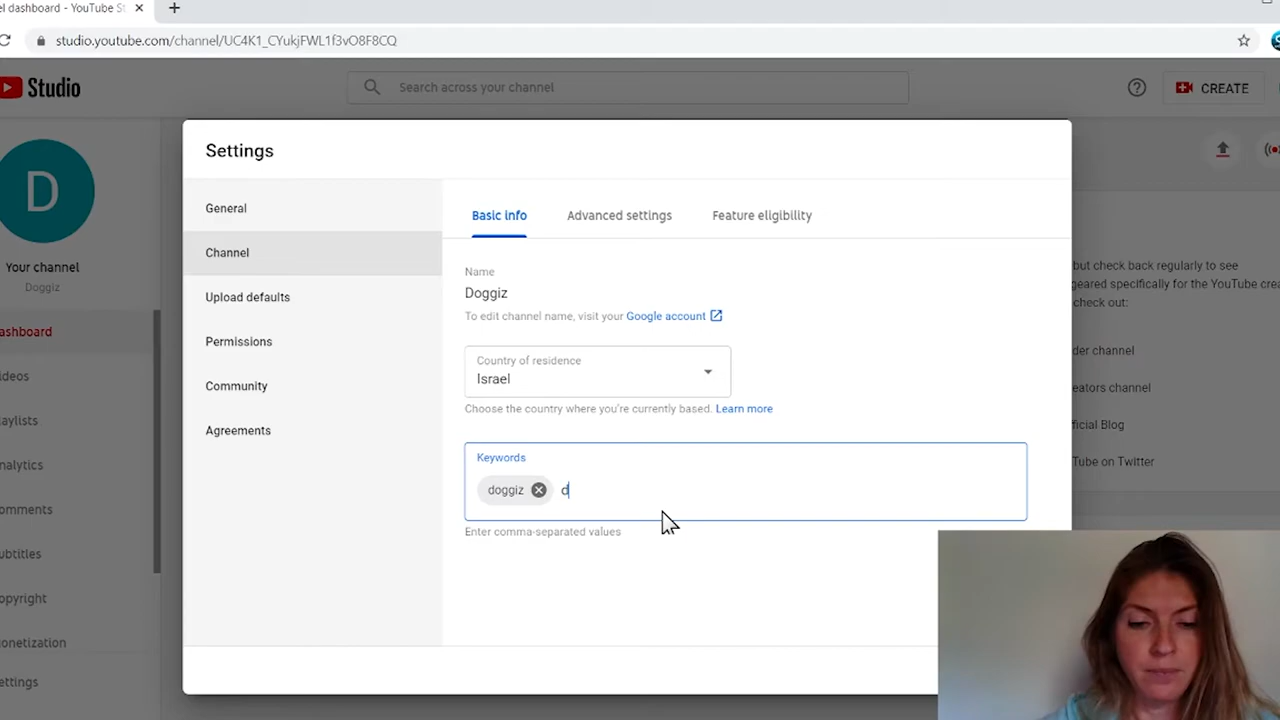 el dashboard - YouTube St
studio.youtube.com/channel/UC4K1_CYukjFWL1f3vO8F8CQ
Studio
Search across your channel
CREATE
D
Your channel
Doggiz
ashboard
ideos
aylists
nalytics
omments
ubtitles
opyright
onetization
ettings
Settings
General
Channel
Upload defaults
Permissions
Community
Agreements
Basic info
Advanced settings
Feature eligibility
Name
Doggiz
To edit channel name, visit your Google account
Country of residence
Israel
Choose the country where you're currently based. Learn more
Keywords
doggiz d
Enter comma-separated values
but check back regularly to see
geared specifically for the YouTube crea
check out:
der channel
eators channel
ficial Blog
Tube on Twitter